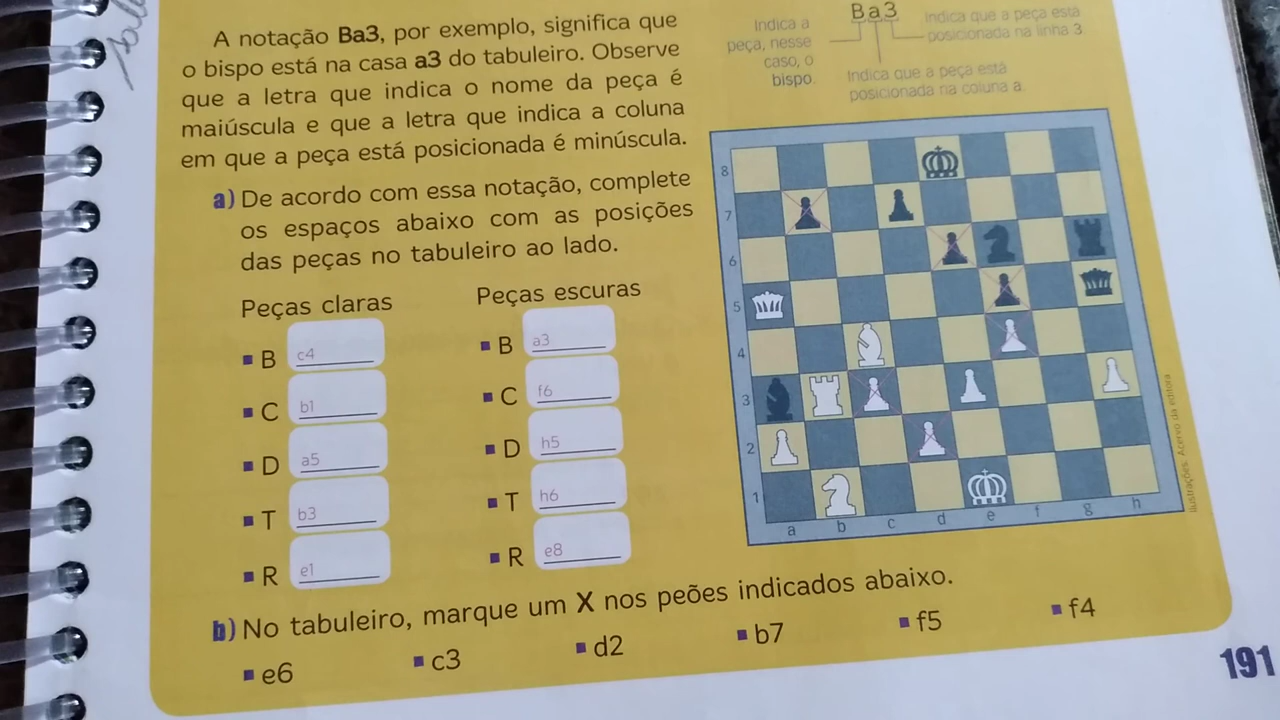 A notação Ba3, por exemplo, significa que
o bispo está na casa a3 do tabuleiro. Observe
que a letra que indica o nome da peça é
maiúscula e que a letra que indica a coluna
em que a peça está posicionada é minúscula.
Ba3
Indica a
peça, nesse
caso, o
bispo.
Indica que a peça está
posicionada na linha 3
Indica que a peça está
posicionada na coluna a.
a) De acordo com essa notação, complete
os espaços abaixo com as posições
das peças no tabuleiro ao lado.
Peças claras
B c4
C b1
D a5
T b3
R e1
Peças escuras
B a3
C f6
D h5
T h6
R e8
8
7
6
5
4
3
2
1
a b c d e f g h
Ilustrações: Acervo da editora
b) No tabuleiro, marque um X nos peões indicados abaixo.
e6 c3 d2 b7 f5 f4
191